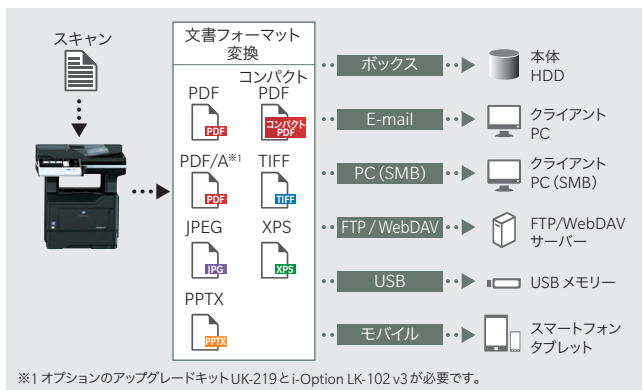 スキャン
文書フォーマット
変換
PDF
コンパクト
PDF
PDF
コンパクト
PDF
PDF/A※1
TIFF
PDF
TIFF
JPEG
XPS
JPG
XPS
PPTX
PPTX
ボックス
本体
HDD
E-mail
クライアント
PC
PC(SMB)
クライアント
PC(SMB)
FTP / WebDAV
FTP/WebDAV
サーバー
USB
USB メモリー
モバイル
スマートフォン
タブレット
※1 オプションのアップグレードキット UK-219とi-Option LK-102 v3が必要です。